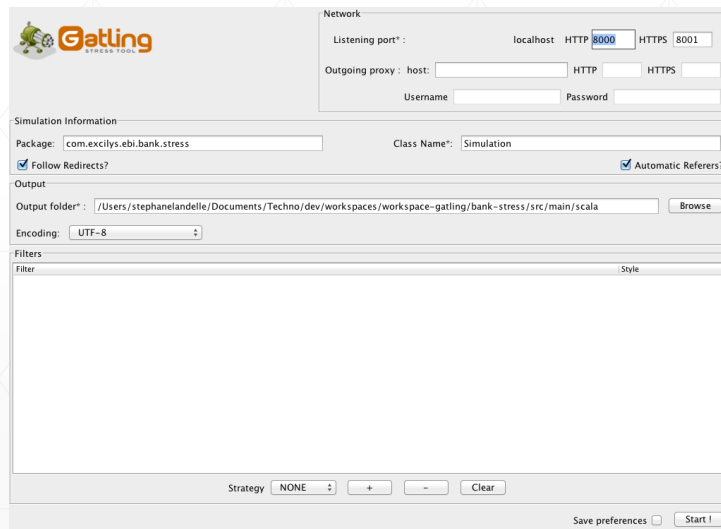 Gatling
STRESS TOOL
Network
Listening port* : localhost HTTP 8000 HTTPS 8001
Outgoing proxy : host: HTTP HTTPS
Username Password
Simulation Information
Package: com.excilys.ebi.bank.stress Class Name*: Simulation
Follow Redirects? Automatic Referers?
Output
Output folder* : /Users/stephanelandelle/Documents/Techno/dev/workspaces/workspace-gatling/bank-stress/src/main/scala Browse
Encoding: UTF-8
Filters
Filter Style
Strategy NONE + - Clear
Save preferences Start !